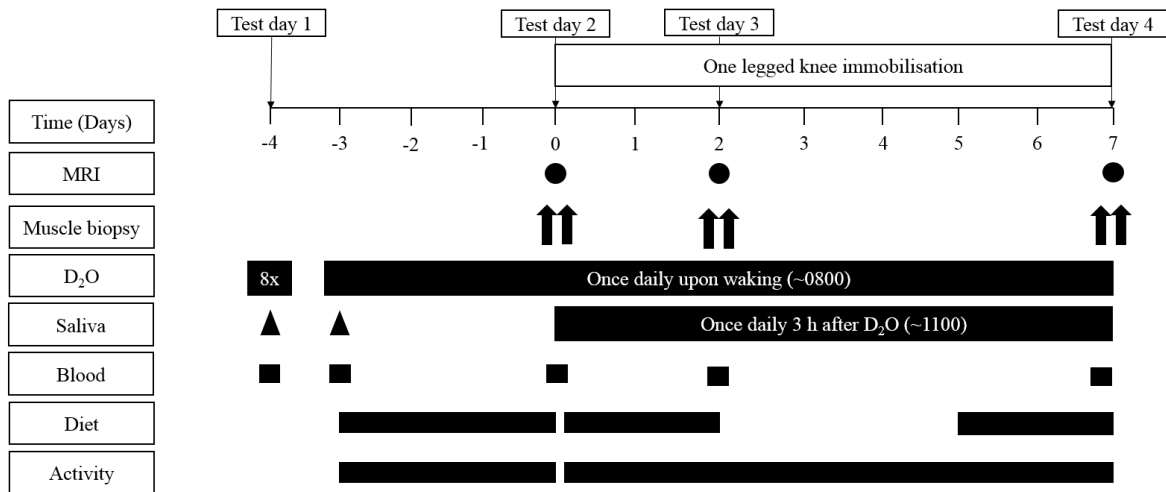 Test day 1
Test day 2
Test day 3
Test day 4
One legged knee immobilisation
Time (Days)
-4 -3 -2 -1 0 1 2 3 4 5 6 7
MRI
Muscle biopsy
D₂O
8x
Once daily upon waking (~0800)
Saliva
Once daily 3 h after D₂O (~1100)
Blood
Diet
Activity